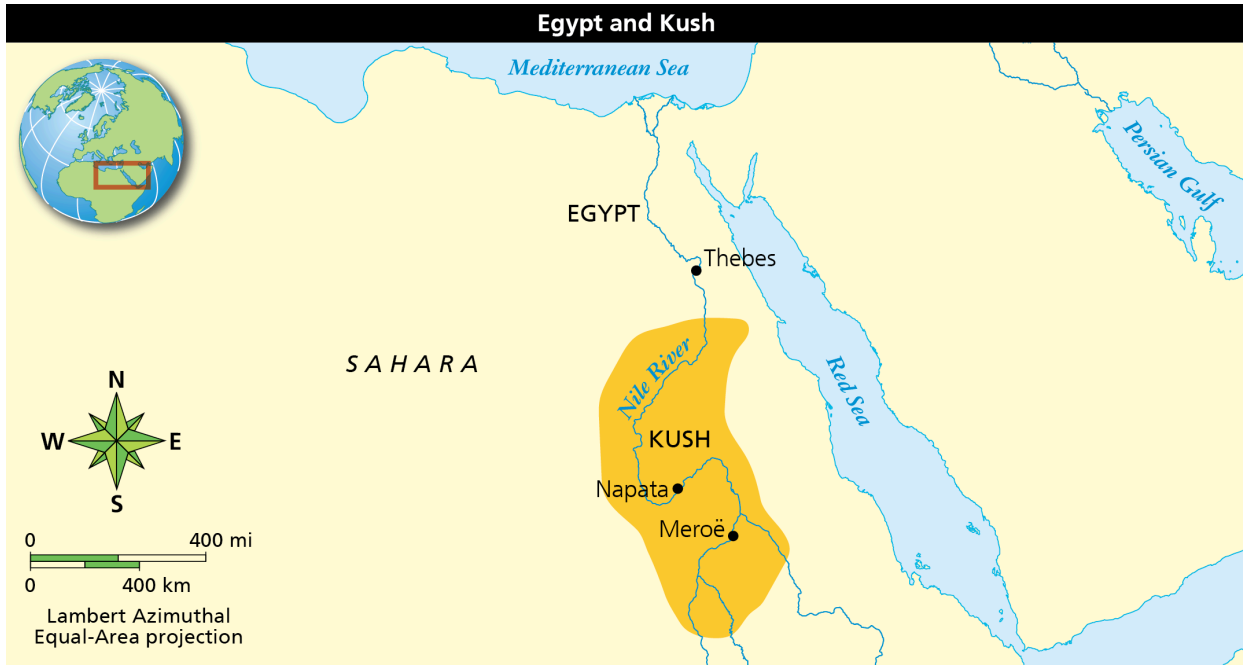 Egypt and Kush
Mediterranean Sea
Persian Gulf
EGYPT
Thebes
SAHARA
Nile River
Red Sea
KUSH
Napata
Meroë
N
W
E
S
0 400 mi
0 400 km
Lambert Azimuthal
Equal-Area projection